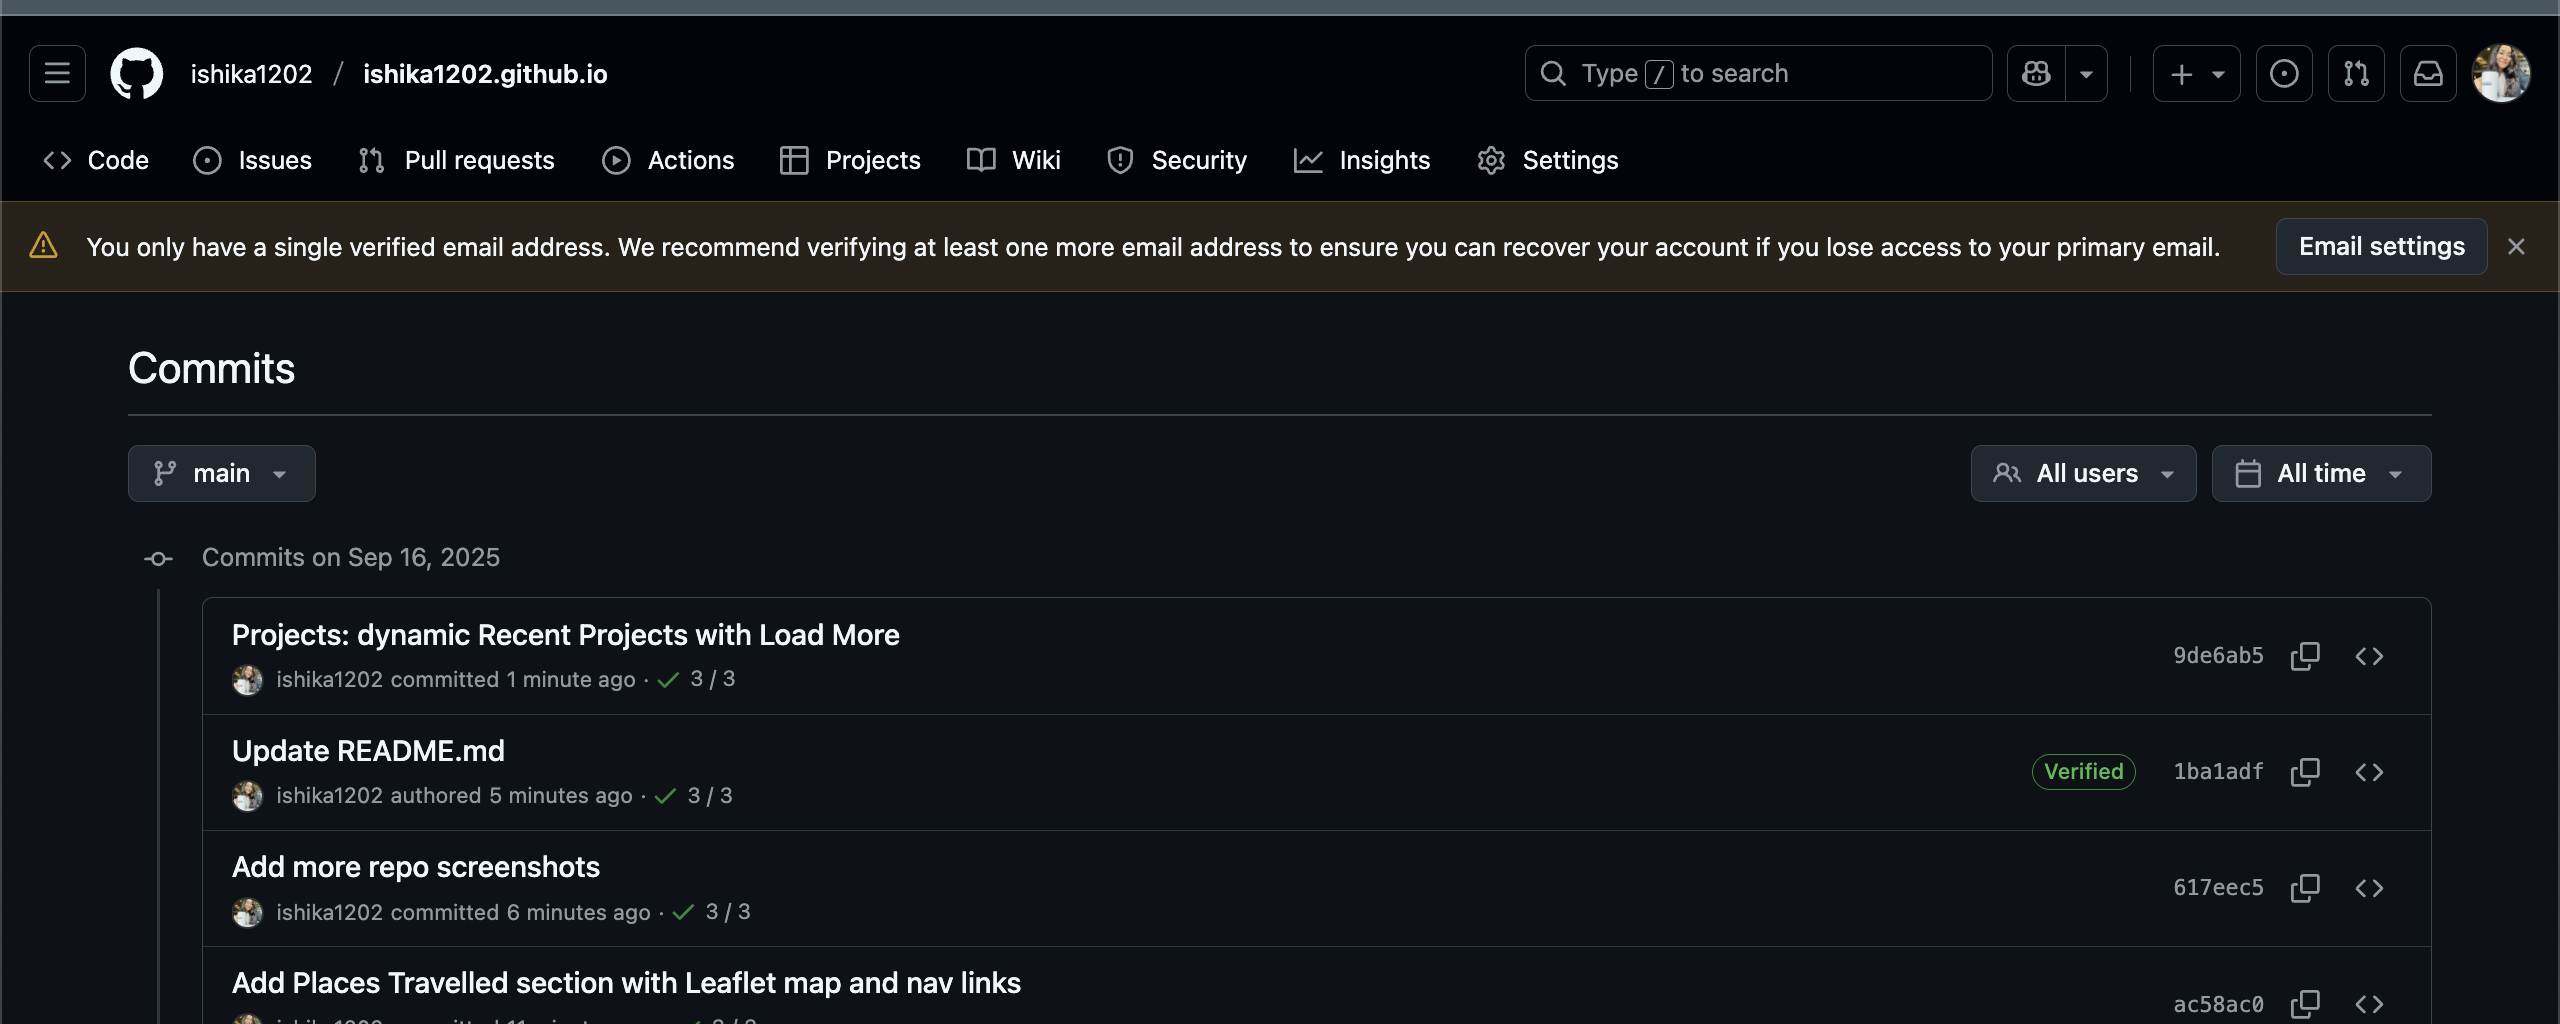 ishika1202 / ishika1202.github.io
Type / to search
Code Issues Pull requests Actions Projects Wiki Security Insights Settings
You only have a single verified email address. We recommend verifying at least one more email address to ensure you can recover your account if you lose access to your primary email.
Email settings
Commits
main
All users
All time
Commits on Sep 16, 2025
Projects: dynamic Recent Projects with Load More
ishika1202 committed 1 minute ago · 3 / 3
9de6ab5
Update README.md
ishika1202 authored 5 minutes ago · 3 / 3
Verified
1ba1adf
Add more repo screenshots
ishika1202 committed 6 minutes ago · 3 / 3
617eec5
Add Places Travelled section with Leaflet map and nav links
ac58ac0